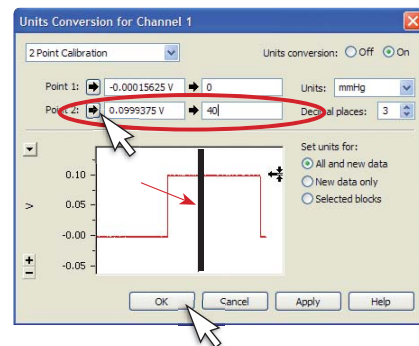 Units Conversion for Channel 1
2 Point Calibration Units conversion: Off On
Point 1: -0.00015625 V 0 Units: mmHg
Point 2: 0.0999375 V 40 Decimal places: 3
Set units for:
All and new data
New data only
Selected blocks
0.10
0.05
-0.00
-0.05
V
OK Cancel Apply Help